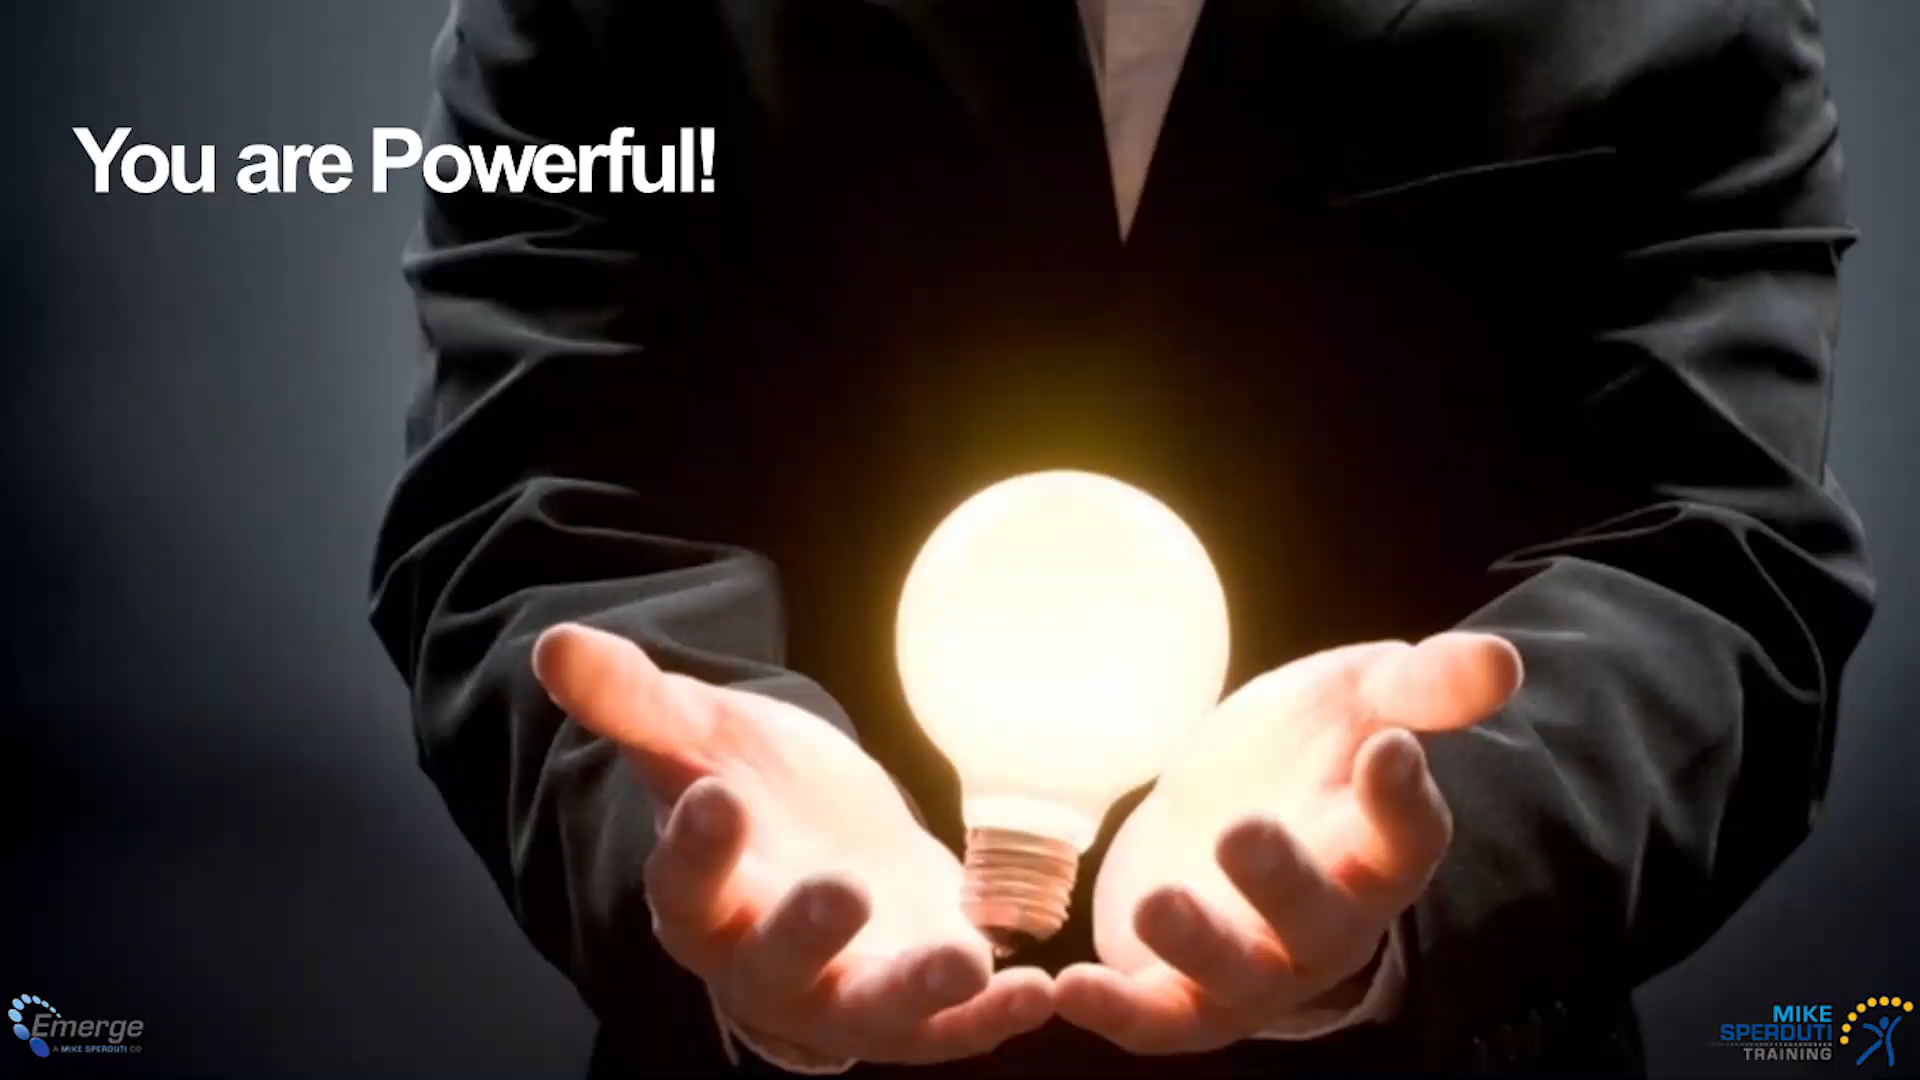 You are Powerful!
Emerge
A MIKE SPERDUTI CO
MIKE
SPERDUTI
TRAINING